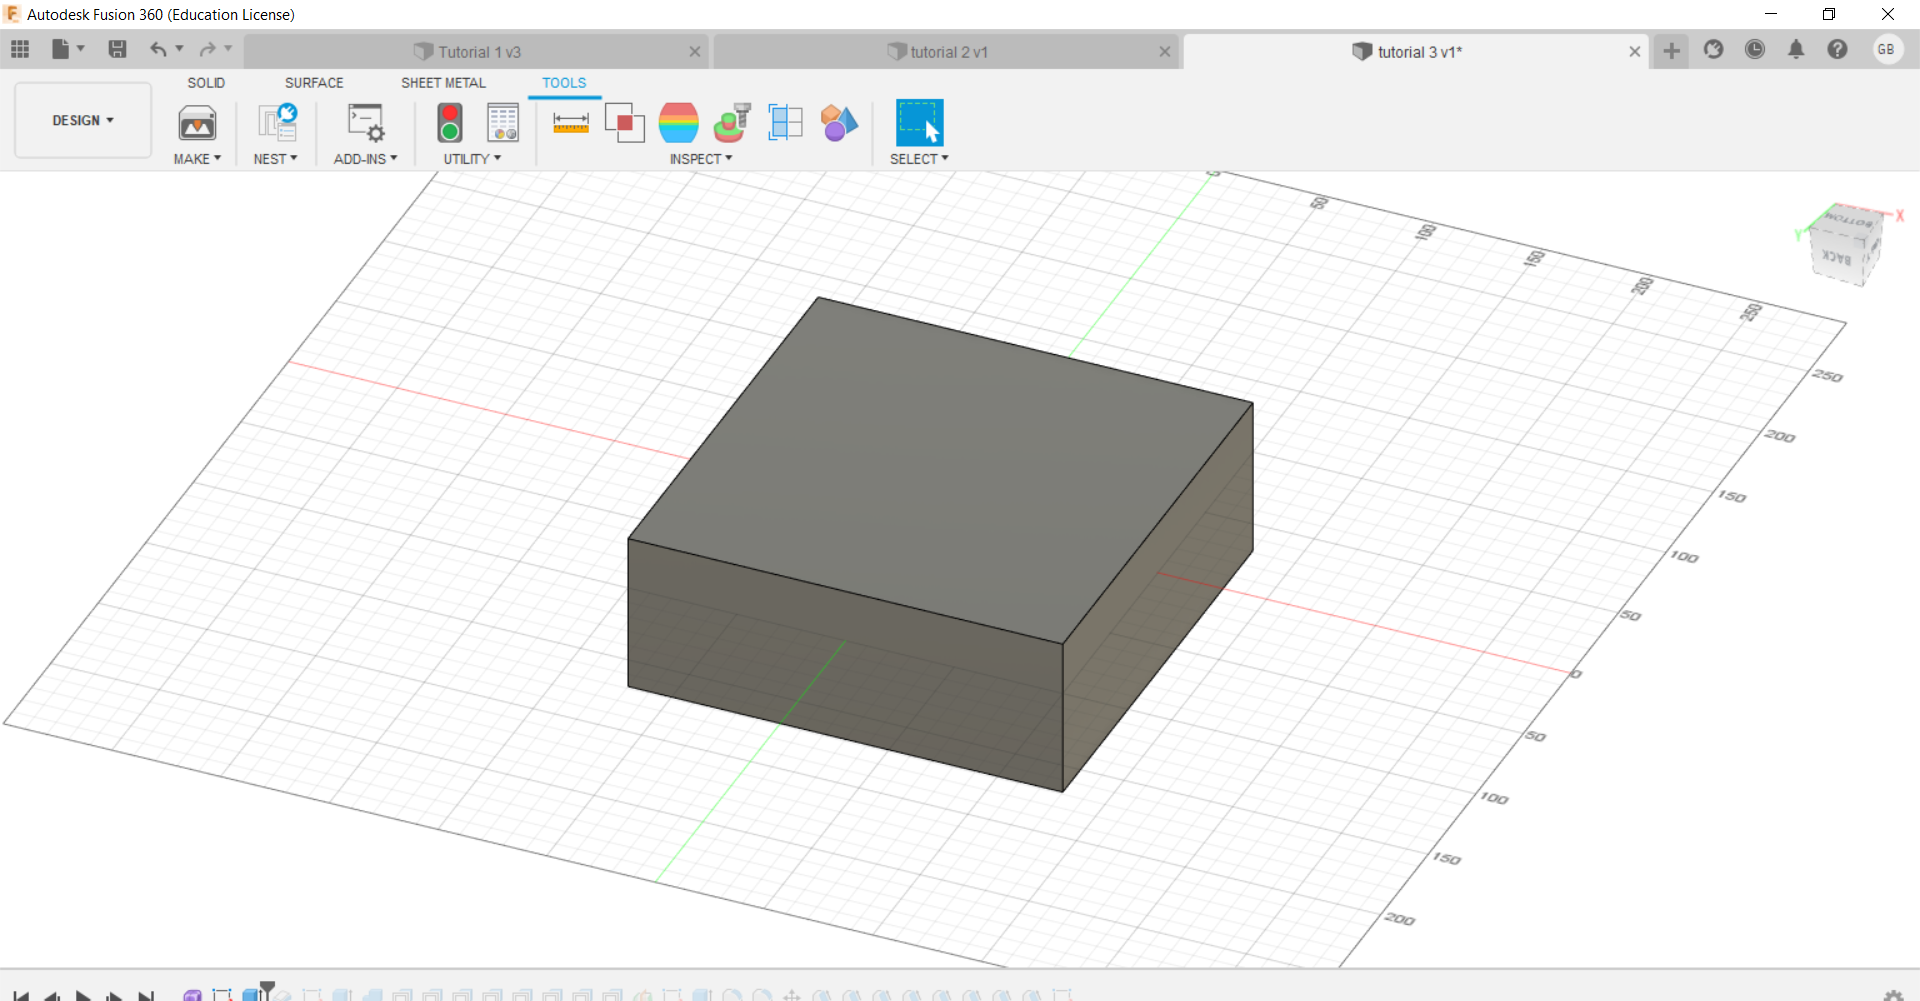 Autodesk Fusion 360 (Education License)
Tutorial 1 v3
tutorial 2 v1
tutorial 3 v1*
GB
DESIGN
SOLID
SURFACE
SHEET METAL
TOOLS
MAKE
NEST
ADD-INS
UTILITY
INSPECT
SELECT
0
50
100
150
200
250
250
200
150
100
50
0
50
100
150
200
BOTTOM
BACK
X
Y